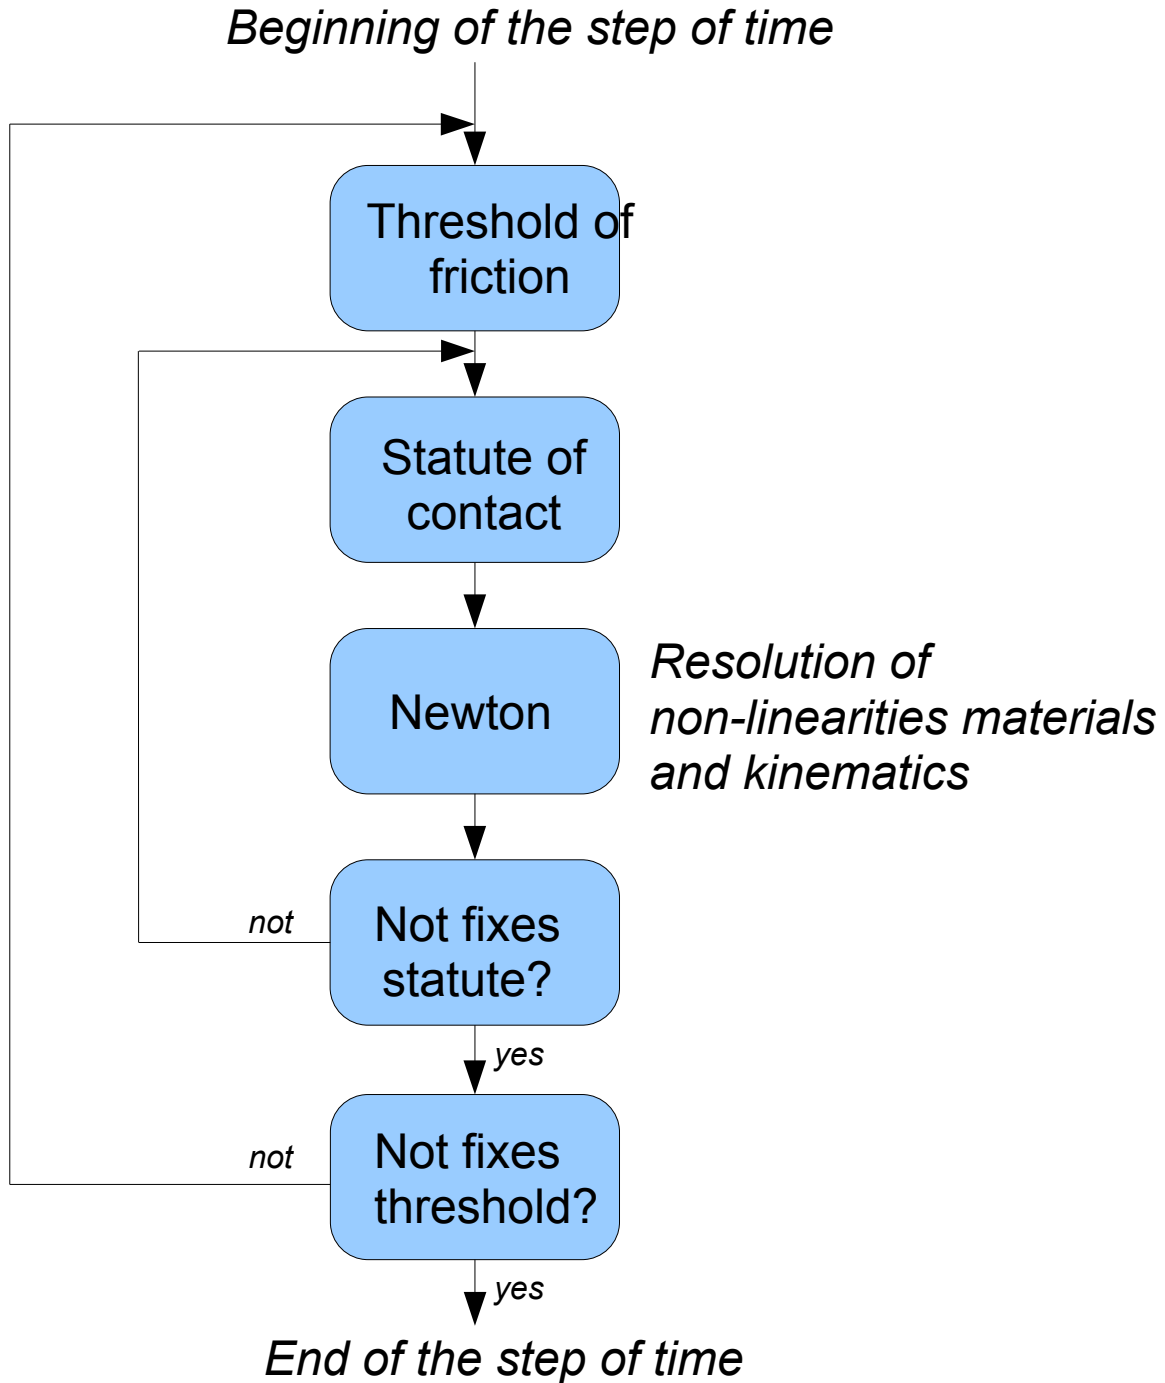 Beginning of the step of time
Threshold of
friction
Statute of
contact
Newton
Resolution of
non-linearities materials
and kinematics
not
Not fixes
statute?
yes
not
Not fixes
threshold?
yes
End of the step of time